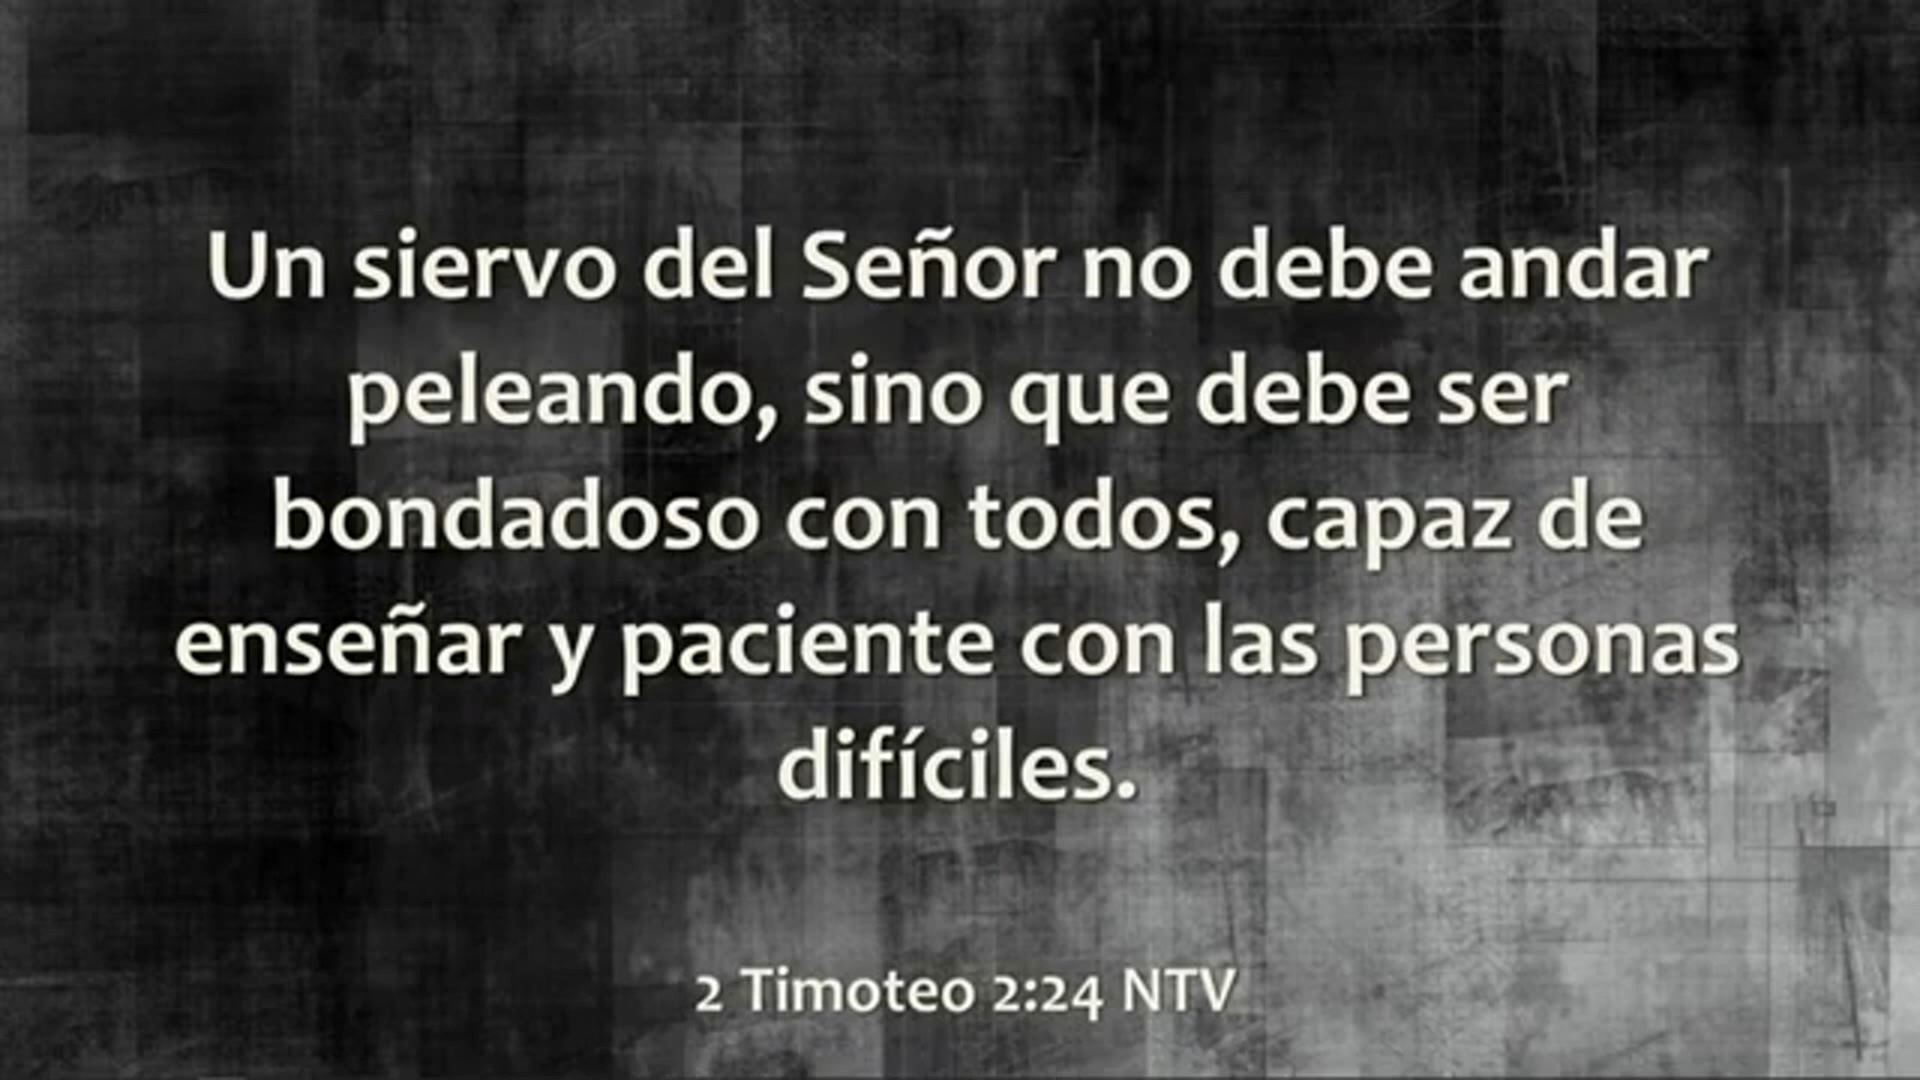 Un siervo del Señor no debe andar
peleando, sino que debe ser
bondadoso con todos, capaz de
enseñar y paciente con las personas
difíciles.
2 Timoteo 2:24 NTV